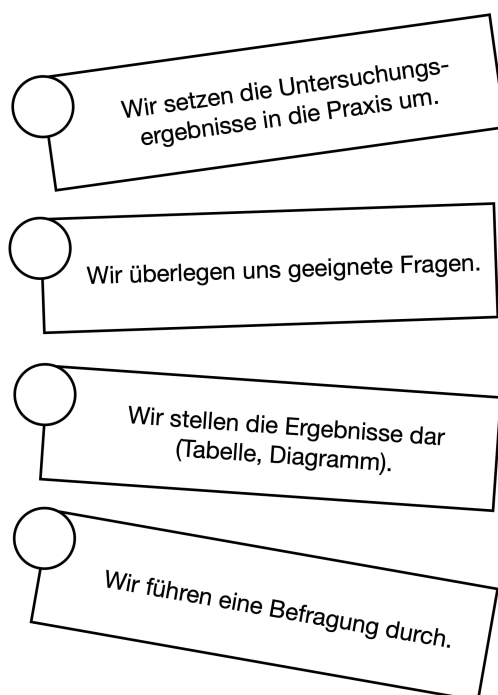 Wir setzen die Untersuchungs-
ergebnisse in die Praxis um.
Wir überlegen uns geeignete Fragen.
Wir stellen die Ergebnisse dar
(Tabelle, Diagramm).
Wir führen eine Befragung durch.